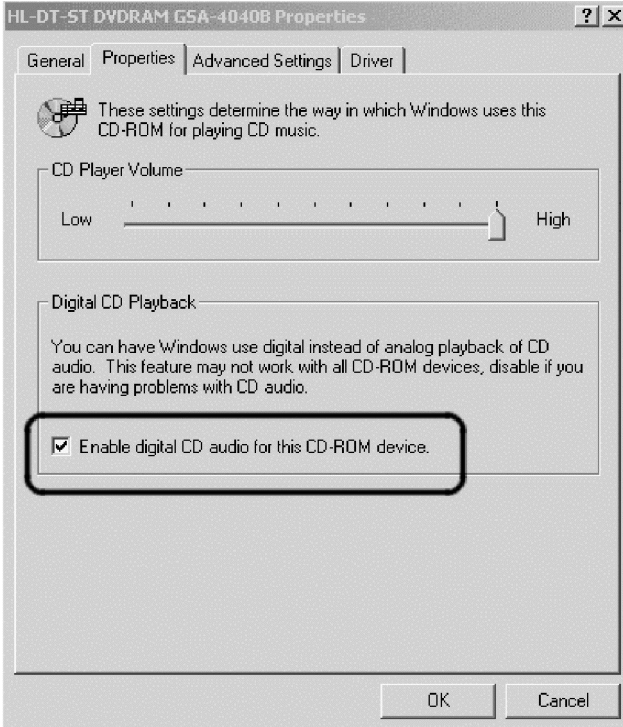 HL-DT-ST DVDRAM GSA-4040B Properties
General Properties Advanced Settings Driver
These settings determine the way in which Windows uses this
CD-ROM for playing CD music.
CD Player Volume
Low High
Digital CD Playback
You can have Windows use digital instead of analog playback of CD
audio. This feature may not work with all CD-ROM devices, disable if you
are having problems with CD audio.
Enable digital CD audio for this CD-ROM device.
OK Cancel